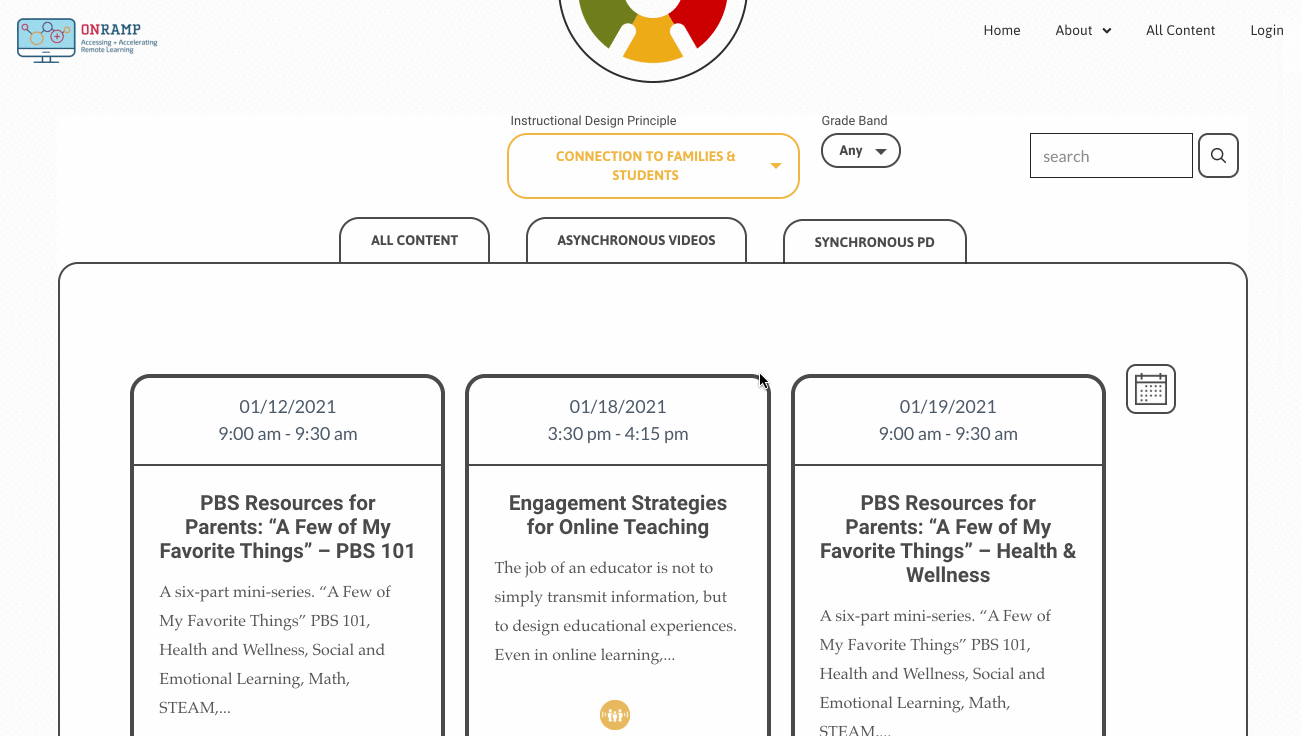 ONRAMP
Accessing + Accelerating
Remote Learning
Home
About
All Content
Login
Instructional Design Principle
Grade Band
CONNECTION TO FAMILIES &
STUDENTS
Any
search
ALL CONTENT
ASYNCHRONOUS VIDEOS
SYNCHRONOUS PD
01/12/2021
9:00 am - 9:30 am
PBS Resources for
Parents: “A Few of My
Favorite Things” – PBS 101
A six-part mini-series. “A Few of
My Favorite Things” PBS 101,
Health and Wellness, Social and
Emotional Learning, Math,
STEAM,...
01/18/2021
3:30 pm - 4:15 pm
Engagement Strategies
for Online Teaching
The job of an educator is not to
simply transmit information, but
to design educational experiences.
Even in online learning,...
01/19/2021
9:00 am - 9:30 am
PBS Resources for
Parents: “A Few of My
Favorite Things” – Health &
Wellness
A six-part mini-series. “A Few of
My Favorite Things” PBS 101,
Health and Wellness, Social and
Emotional Learning, Math,
STEAM,...